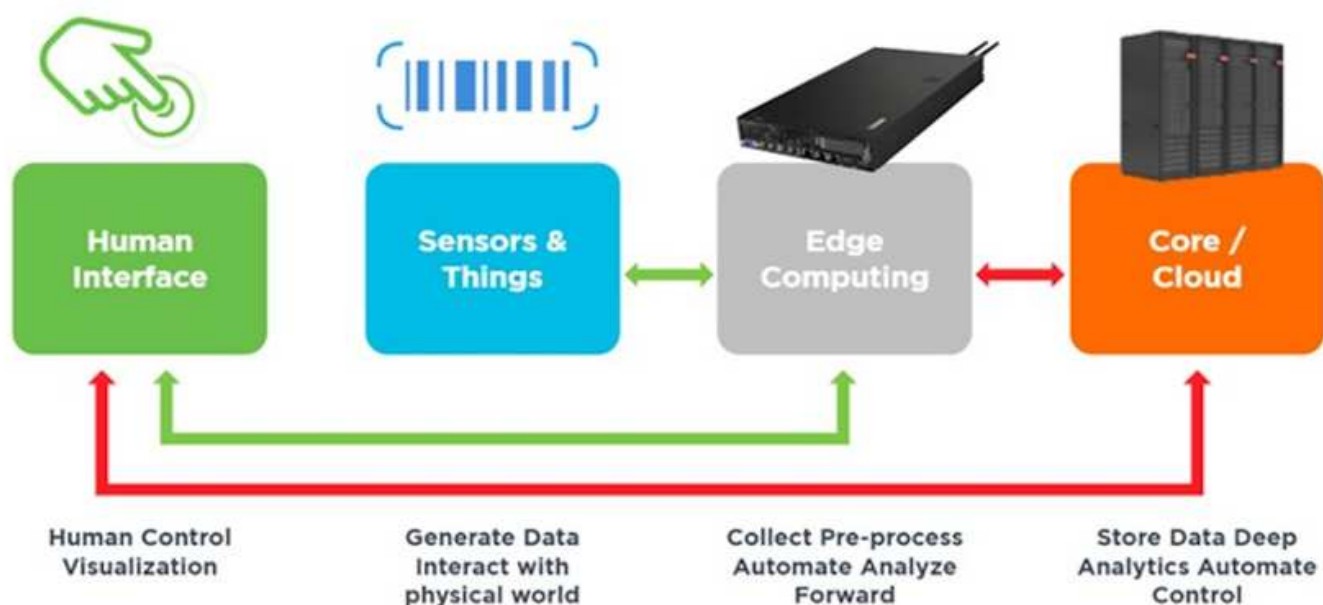 Human
Interface
Sensors &
Things
Edge
Computing
Core /
Cloud
Human Control
Visualization
Generate Data
Interact with
physical world
Collect Pre-process
Automate Analyze
Forward
Store Data Deep
Analytics Automate
Control